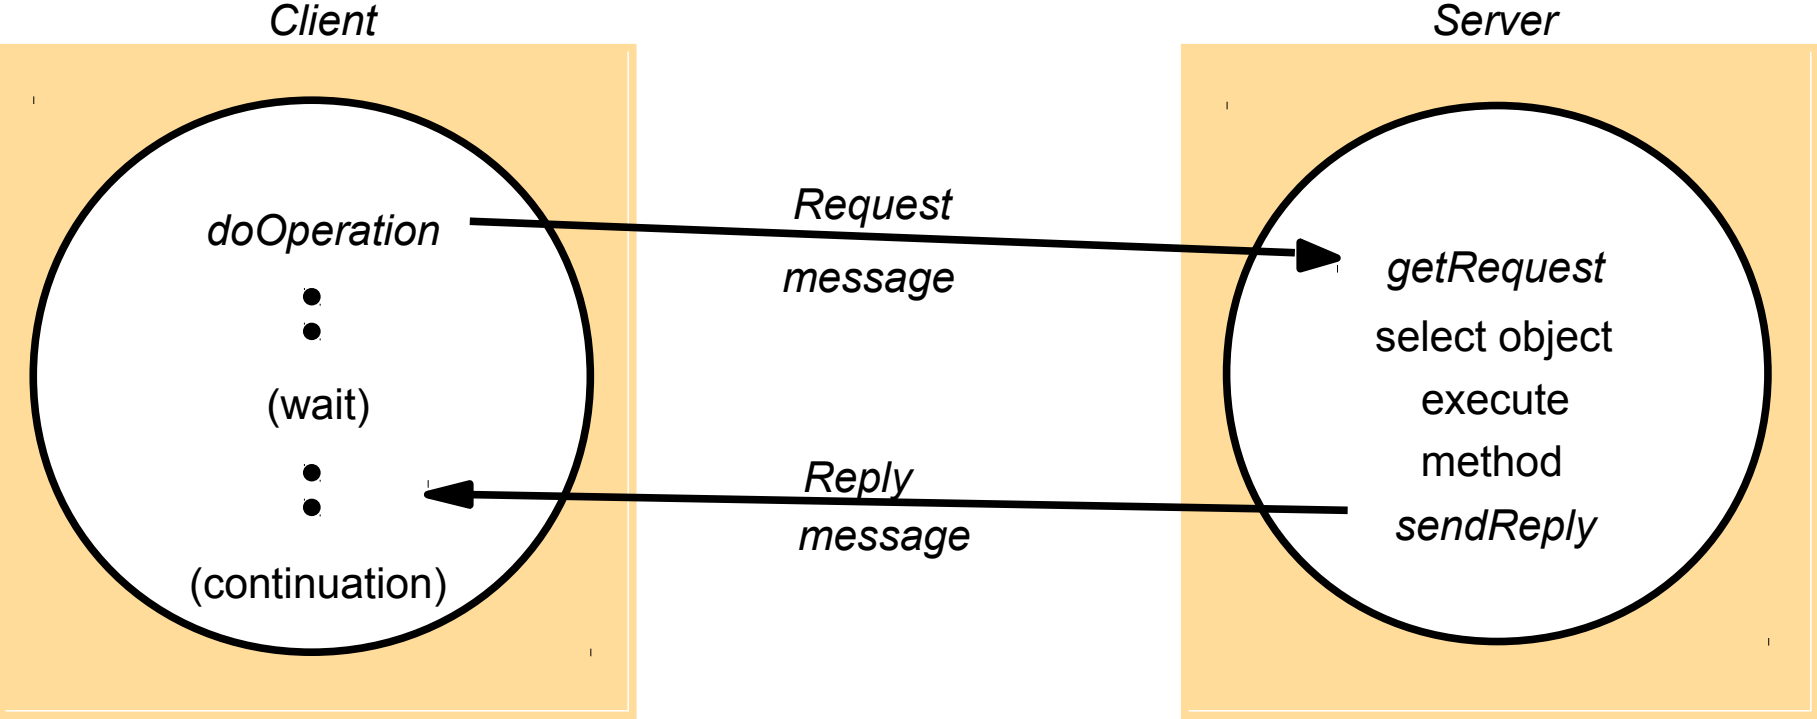 Client
Server
doOperation
(wait)
(continuation)
Request
message
Reply
message
getRequest
select object
execute
method
sendReply